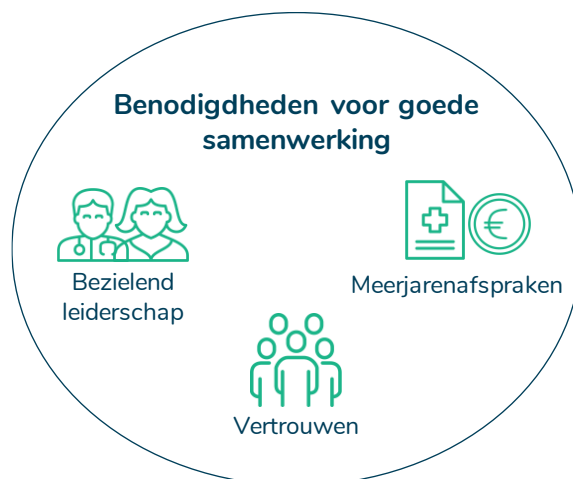 Benodigdheden voor goede
samenwerking
Bezielend
leiderschap
Meerjarenafspraken
Vertrouwen